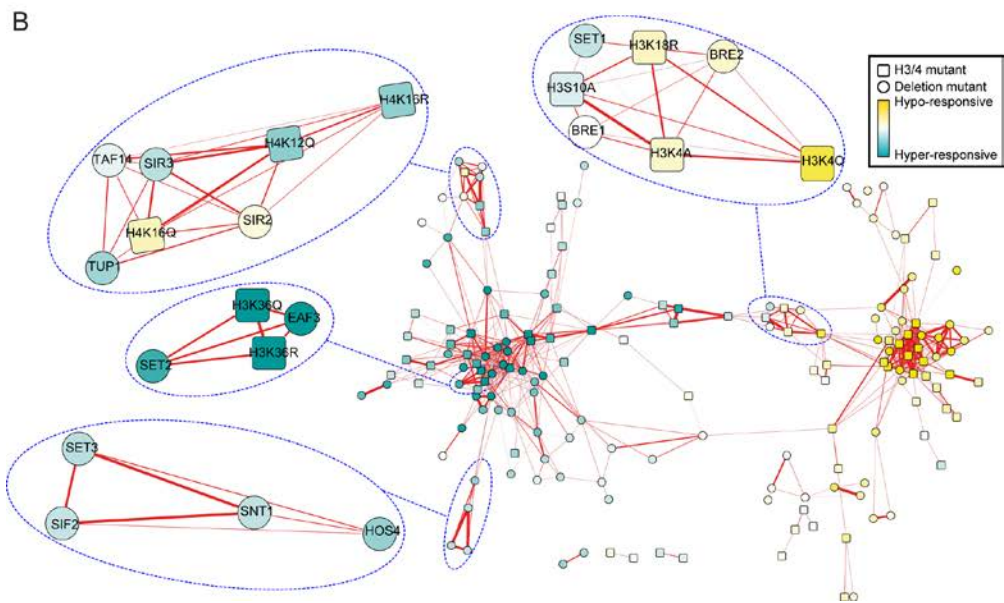 B
H4K16R
H4K12Q
TAF14
SIR3
H4K16Q
SIR2
TUP1
SET1
H3K18R
BRE2
H3S10A
BRE1
H3K4A
H3K4Q
H3/4 mutant
Deletion mutant
Hypo-responsive
Hyper-responsive
H3K36Q
EAF3
H3K36R
SET2
SET3
SNT1
SIF2
HOS4